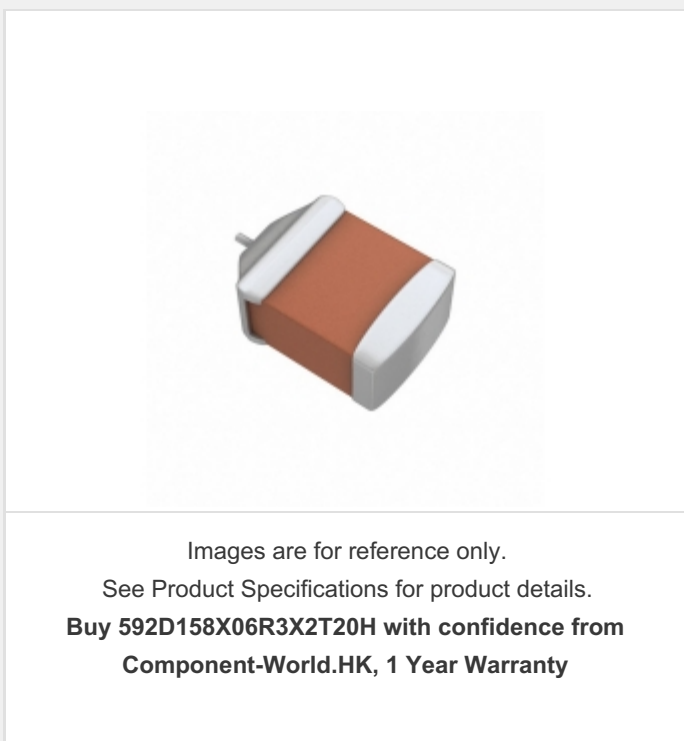 Images are for reference only.
See Product Specifications for product details.
Buy 592D158X06R3X2T20H with confidence from
Component-World.HK, 1 Year Warranty